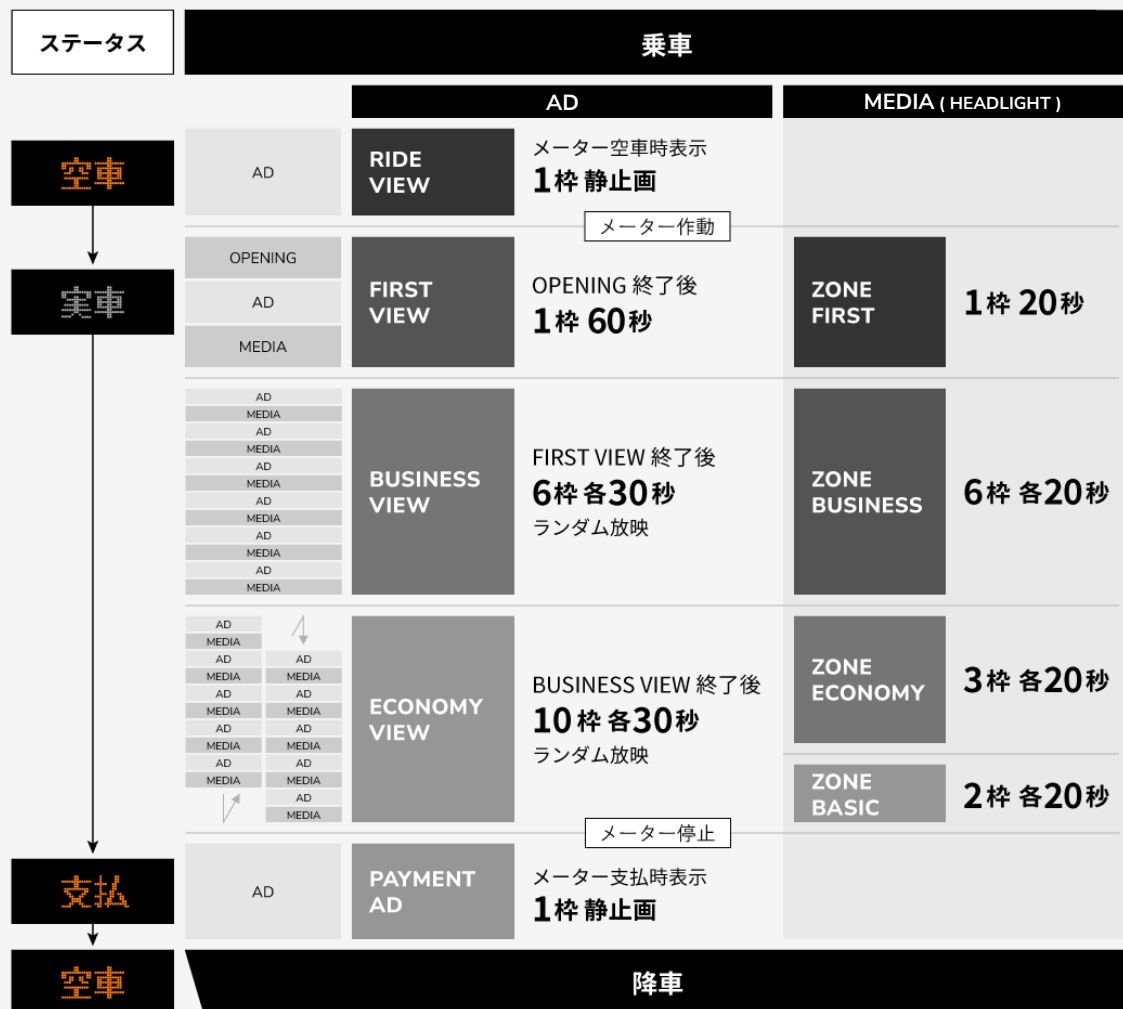 ステータス
乗車
AD
MEDIA ( HEADLIGHT )
空車
AD
RIDE
VIEW
メーター空車時表示
1枠 静止画
メーター作動
実車
OPENING
AD
MEDIA
FIRST
VIEW
OPENING 終了後
1枠 60秒
ZONE
FIRST
1枠 20秒
AD
MEDIA
AD
MEDIA
AD
MEDIA
AD
MEDIA
AD
MEDIA
AD
MEDIA
BUSINESS
VIEW
FIRST VIEW 終了後
6枠 各30秒
ランダム放映
ZONE
BUSINESS
6枠 各20秒
AD
MEDIA
AD
MEDIA
AD
MEDIA
AD
MEDIA
AD
MEDIA
AD
MEDIA
AD
MEDIA
AD
MEDIA
AD
MEDIA
AD
MEDIA
ECONOMY
VIEW
BUSINESS VIEW 終了後
10枠 各30秒
ランダム放映
ZONE
ECONOMY
3枠 各20秒
ZONE
BASIC
2枠 各20秒
メーター停止
支払
AD
PAYMENT
AD
メーター支払時表示
1枠 静止画
空車
降車